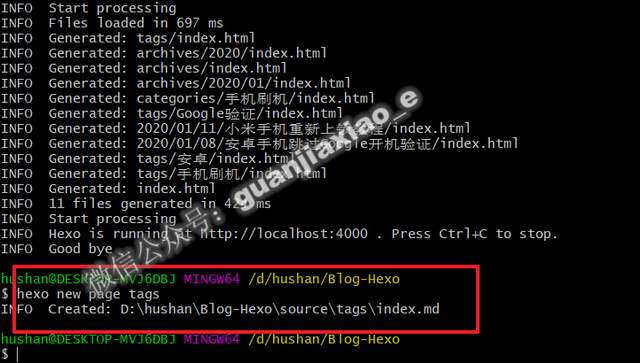 INFO  Start processing
INFO  Files loaded in 697 ms
INFO  Generated: tags/index.html
INFO  Generated: archives/2020/index.html
INFO  Generated: archives/index.html
INFO  Generated: archives/2020/01/index.html
INFO  Generated: categories/手机刷机/index.html
INFO  Generated: tags/Google验证/index.html
INFO  Generated: 2020/01/11/小米手机重新上锁教程/index.html
INFO  Generated: 2020/01/08/安卓手机跳过Google开机验证/index.html
INFO  Generated: tags/安卓/index.html
INFO  Generated: tags/手机刷机/index.html
INFO  Generated: index.html
INFO  11 files generated in ms
INFO  Start processing
INFO  Hexo is running at http://localhost:4000 . Press Ctrl+C to stop.
INFO  Good bye
hushan@DESKTOP-MVJ6DBJ MINGW64 /d/hushan/Blog-Hexo
$ hexo new page tags
INFO  Created: D:\hushan\Blog-Hexo\source\tags\index.md
hushan@DESKTOP-MVJ6DBJ MINGW64 /d/hushan/Blog-Hexo
$
微信公众号：guanjiaxiao_e